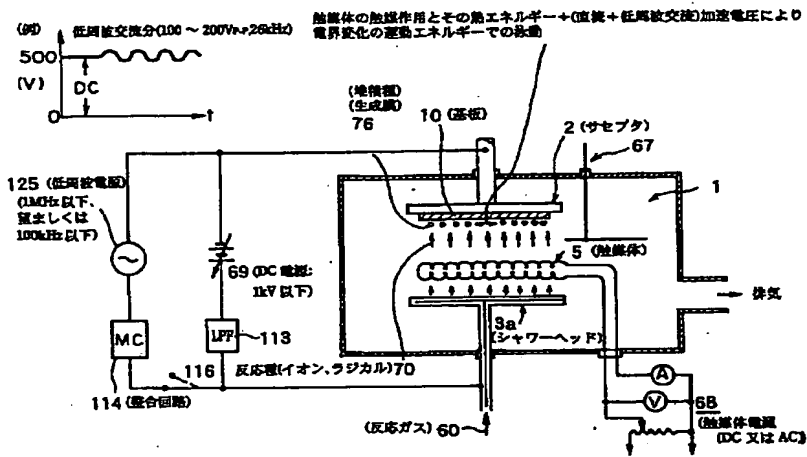 (例)
低周波交流分(100～200Vp-p,26kHz)
500
(V)
DC
0
t
触媒体の触媒作用とその熱エネルギー+(直流+低周波交流)加速電圧により
電界変化の運動エネルギーでの
(堆積種)
(生成膜)
76
10(基板)
2(サセプタ)
67
1
125(低周波電源)
(1MHz以下、
望ましくは
100kHz以下)
69(DC電源:
1kV以下)
5(触媒体)
排気
3a
(シャワーヘッド)
MC
LPF
113
116
反応種(イオン、ラジカル)70
114(整合回路)
A
V
68
(触媒体電源
(DC又はAC))
(反応ガス)
60